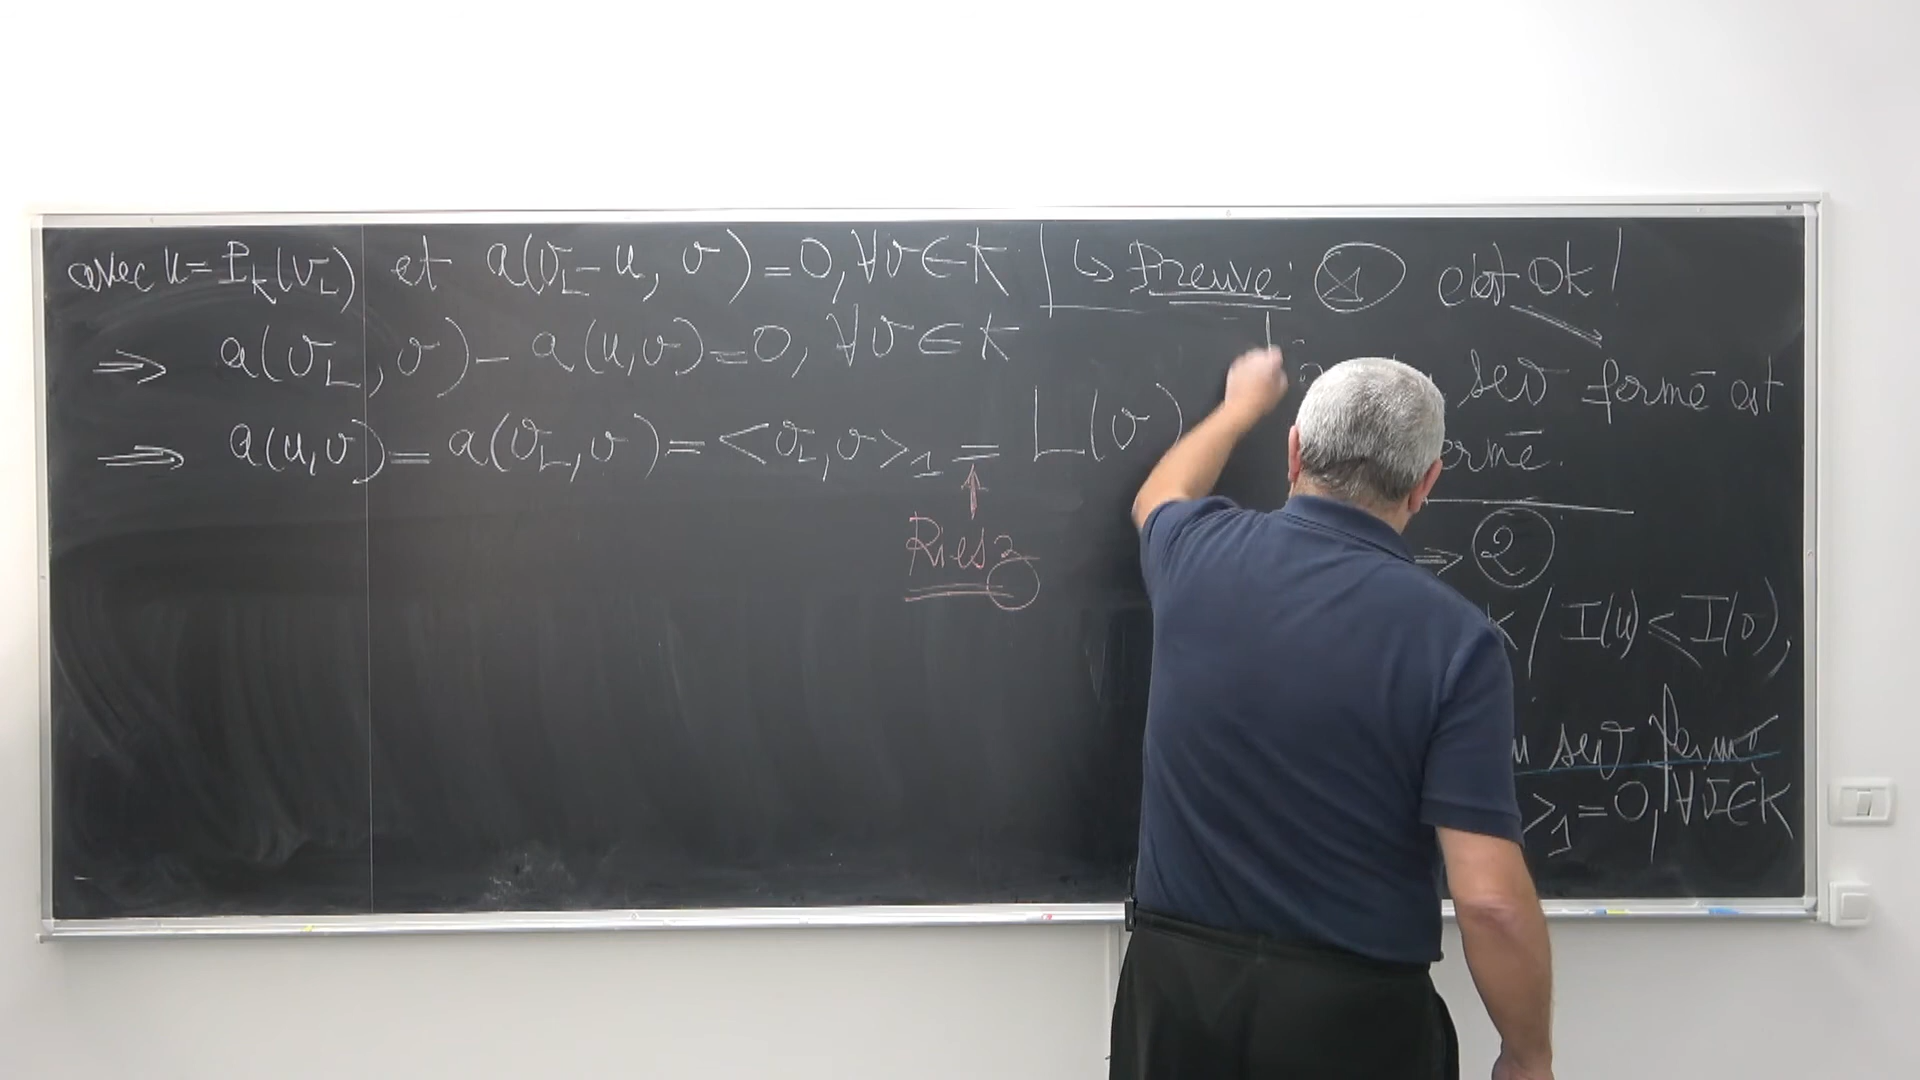 avec u = P_K(v_L) et a(v_L - u, v) = 0, ∀v ∈ K
⇒ a(v_L, v) - a(u, v) = 0, ∀v ∈ K
⇒ a(u, v) = a(v_L, v) = <v_L, v>_1 = L(v)
↑
Riesz
↳ Preuve: 1 c'est Ok!
sev fermé est
ermé.
⇒ 2
K / I(u) ≤ I(v),
sev fermé
>_1 = 0, ∀v ∈ K